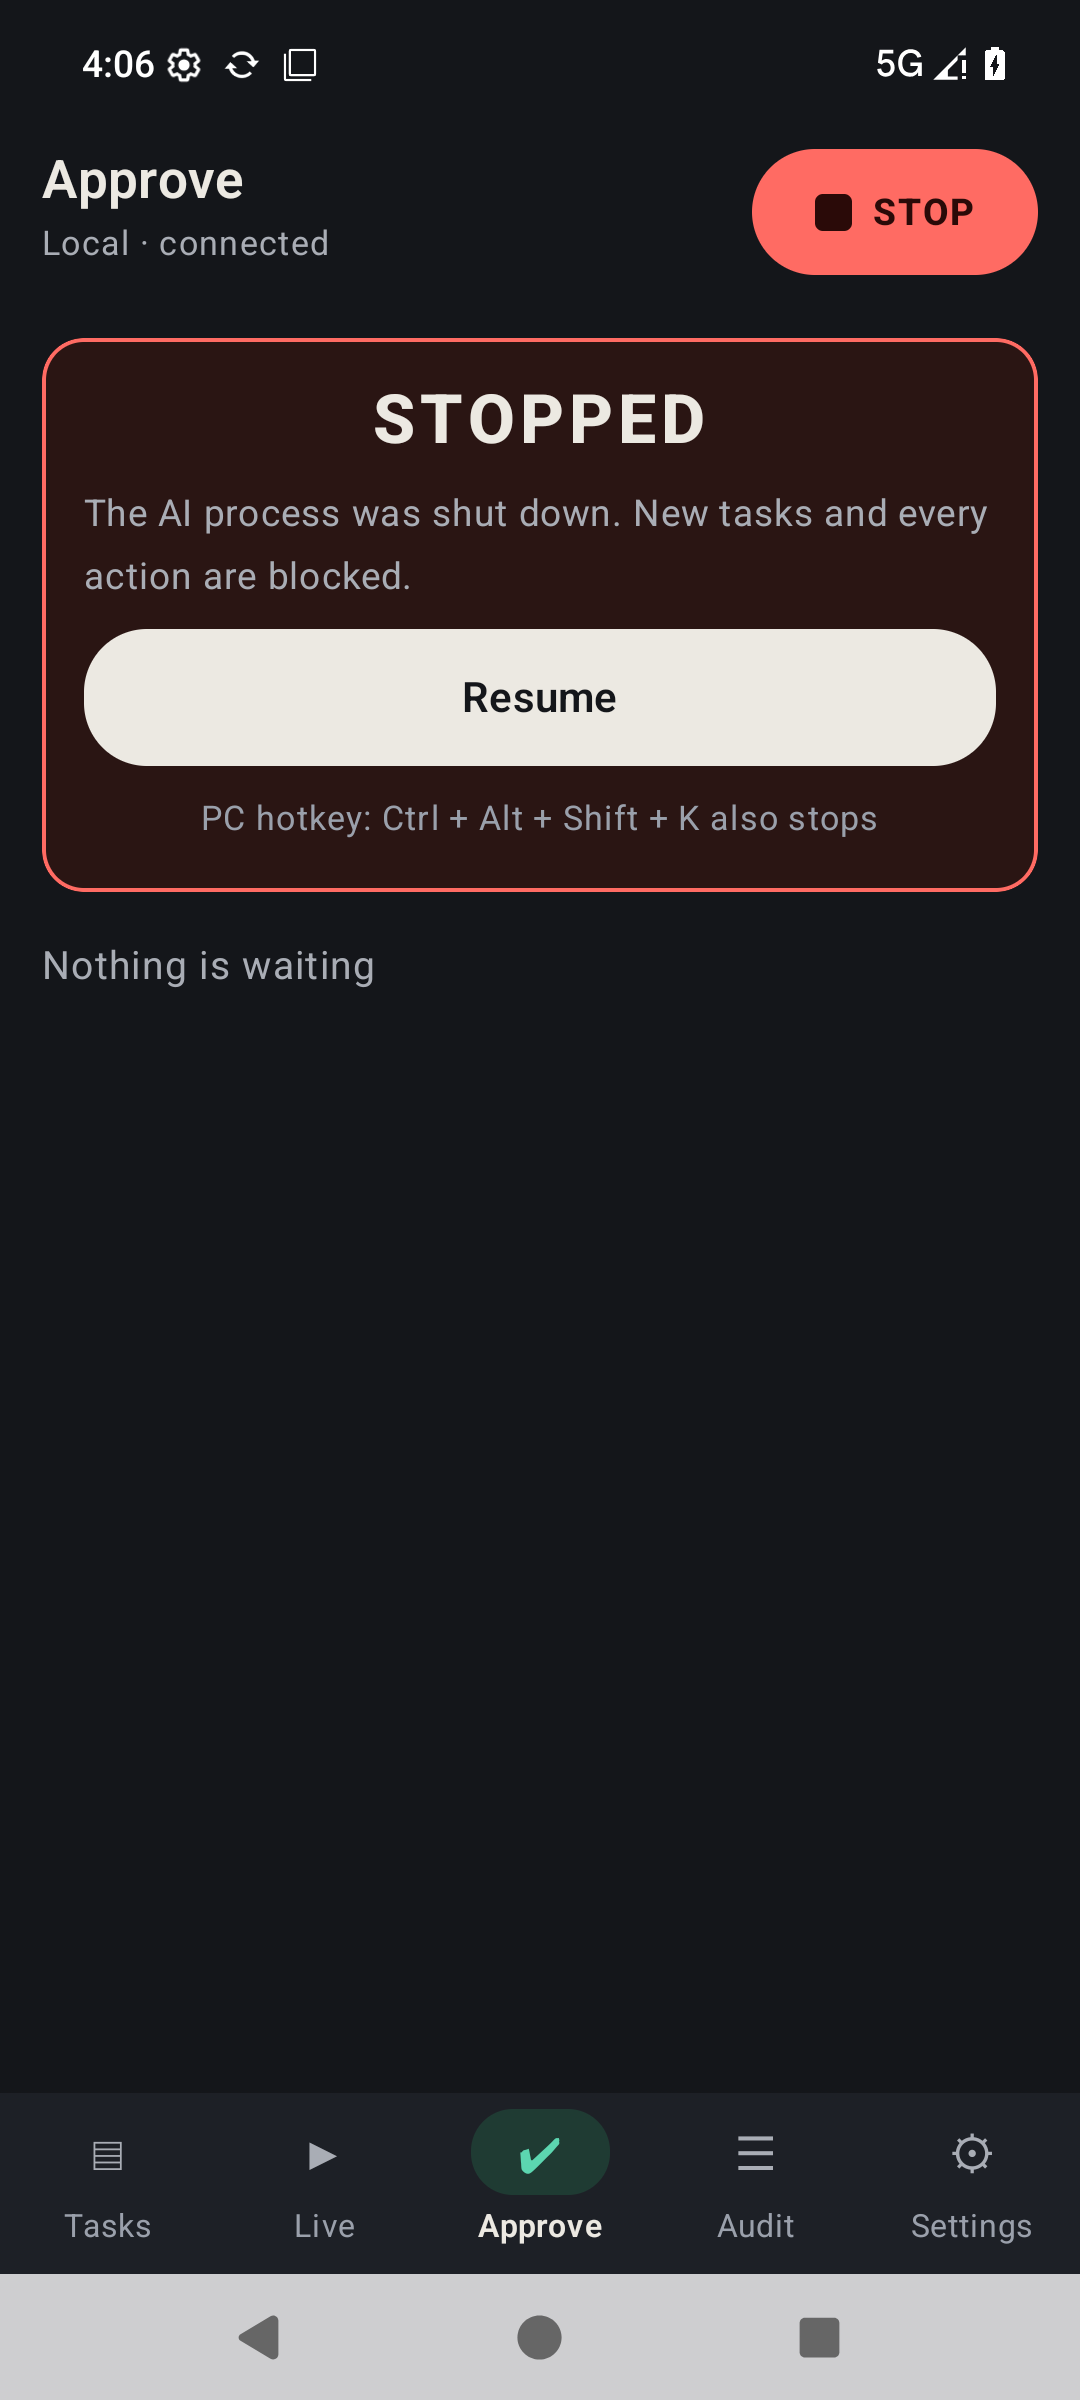 4:06
5G
Approve
Local · connected
STOP
STOPPED
The AI process was shut down. New tasks and every
action are blocked.
Resume
PC hotkey: Ctrl + Alt + Shift + K also stops
Nothing is waiting
Tasks
Live
Approve
Audit
Settings